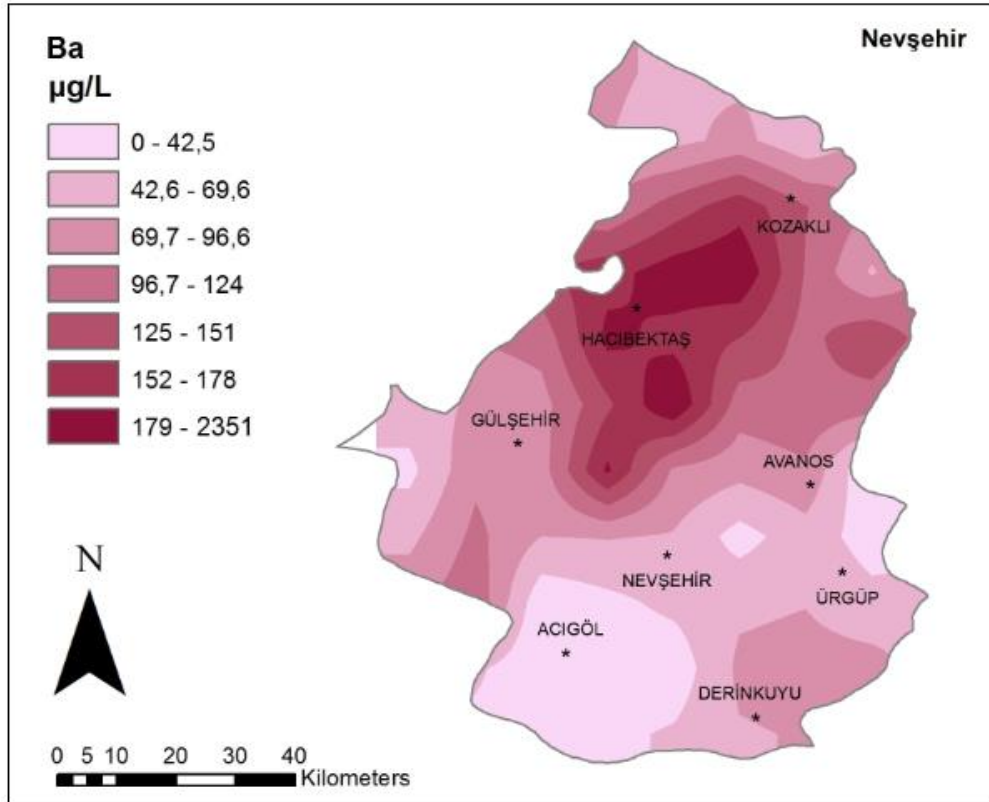 Nevşehir
Ba
µg/L
0 - 42,5
42,6 - 69,6
69,7 - 96,6
96,7 - 124
125 - 151
152 - 178
179 - 2351
KOZAKLI
HACIBEKTAŞ
GÜLŞEHİR
AVANOS
NEVŞEHİR
ÜRGÜP
ACIGÖL
DERİNKUYU
N
0 5 10 20 30 40
Kilometers